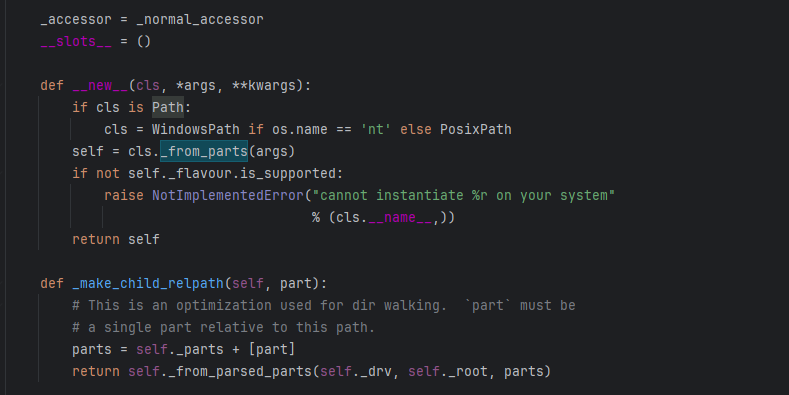 _accessor = _normal_accessor
__slots__ = ()
def __new__(cls, *args, **kwargs):
if cls is Path:
cls = WindowsPath if os.name == 'nt' else PosixPath
self = cls._from_parts(args)
if not self._flavour.is_supported:
raise NotImplementedError("cannot instantiate %r on your system"
% (cls.__name__,))
return self
def _make_child_relpath(self, part):
# This is an optimization used for dir walking.  `part` must be
# a single part relative to this path.
parts = self._parts + [part]
return self._from_parsed_parts(self._drv, self._root, parts)